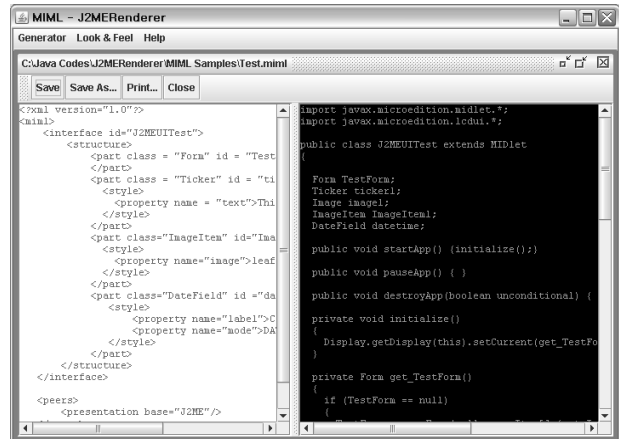 MIML - J2MERenderer
Generator Look & Feel Help
C:\Java Codes\J2MERenderer\MIML Samples\Test.miml
Save Save As... Print... Close
<?xml version="1.0"?>
<miml>
<interface id="J2MEUITest">
<structure>
<part class = "Form" id = "Test
</part>
<part class = "Ticker" id = "ti
<style>
<property name = "text">Thi
</style>
</part>
<part class="ImageItem" id="Ima
<style>
<property name="image">leaf
</style>
</part>
<part class="DateField" id ="da
<style>
<property name="label">C
<property name="mode">DA
</style>
</part>
</structure>
</interface>
<peers>
<presentation base="J2ME"/>
import javax.microedition.midlet.*;
import javax.microedition.lcdui.*;
public class J2MEUITest extends MIDlet
{
Form TestForm;
Ticker ticker1;
Image image1;
ImageItem ImageItem1;
DateField datetime;
public void startApp() {initialize();}
public void pauseApp() { }
public void destroyApp(boolean unconditional) {
private void initialize()
{
Display.getDisplay(this).setCurrent(get_TestFo
}
private Form get_TestForm()
{
if (TestForm == null)
{